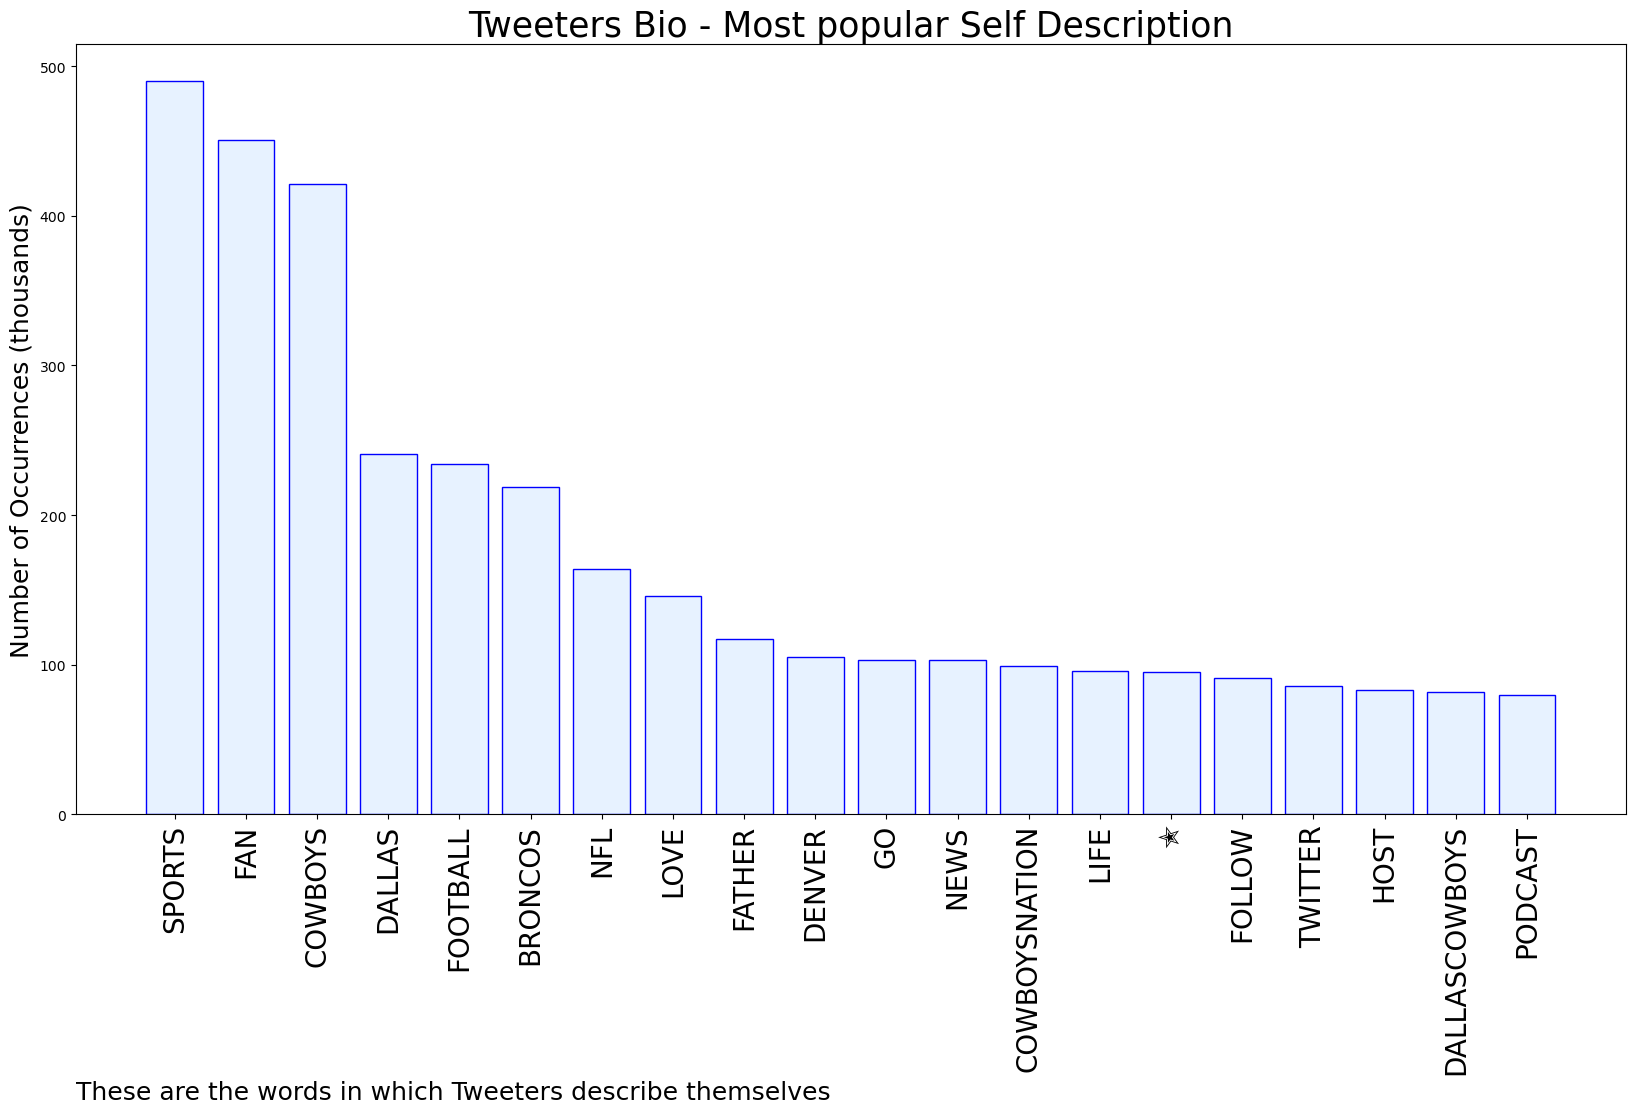 Tweeters Bio - Most popular Self Description
Number of Occurrences (thousands)
500
400
300
200
100
0
SPORTS
FAN
COWBOYS
DALLAS
FOOTBALL
BRONCOS
NFL
LOVE
FATHER
DENVER
GO
NEWS
COWBOYSNATION
LIFE
✯
FOLLOW
TWITTER
HOST
DALLASCOWBOYS
PODCAST
These are the words in which Tweeters describe themselves